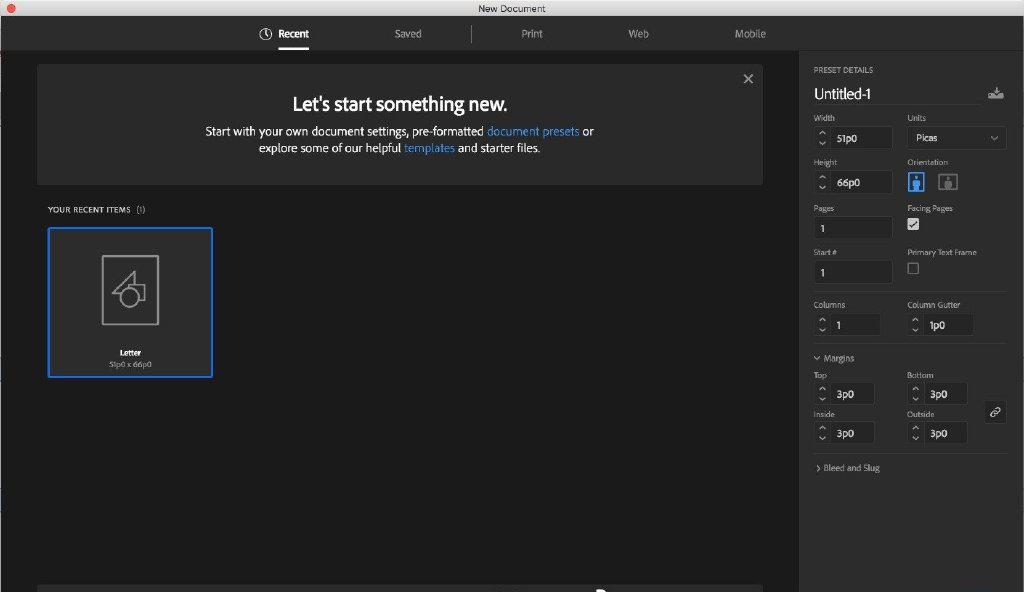 New Document
Recent
Saved
Print
Web
Mobile
Let's start something new.
Start with your own document settings, pre-formatted document presets or
explore some of our helpful templates and starter files.
YOUR RECENT ITEMS (1)
Letter
51p0 x 66p0
PRESET DETAILS
Untitled-1
Width Units
51p0 Picas
Height Orientation
66p0
Pages Facing Pages
1
Start # Primary Text Frame
1
Columns Column Gutter
1 1p0
Margins
Top Bottom
3p0 3p0
Inside Outside
3p0 3p0
Bleed and Slug